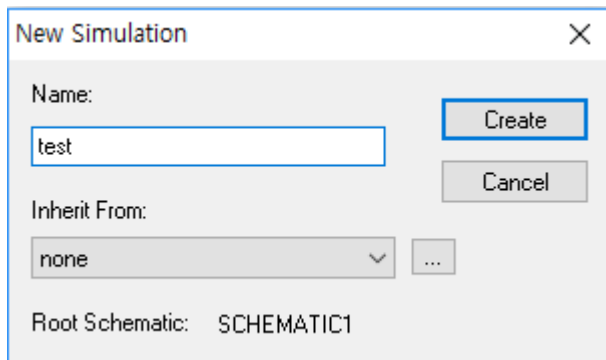 New Simulation
Name:
Create
test
Cancel
Inherit From:
none
...
Root Schematic: SCHEMATIC1